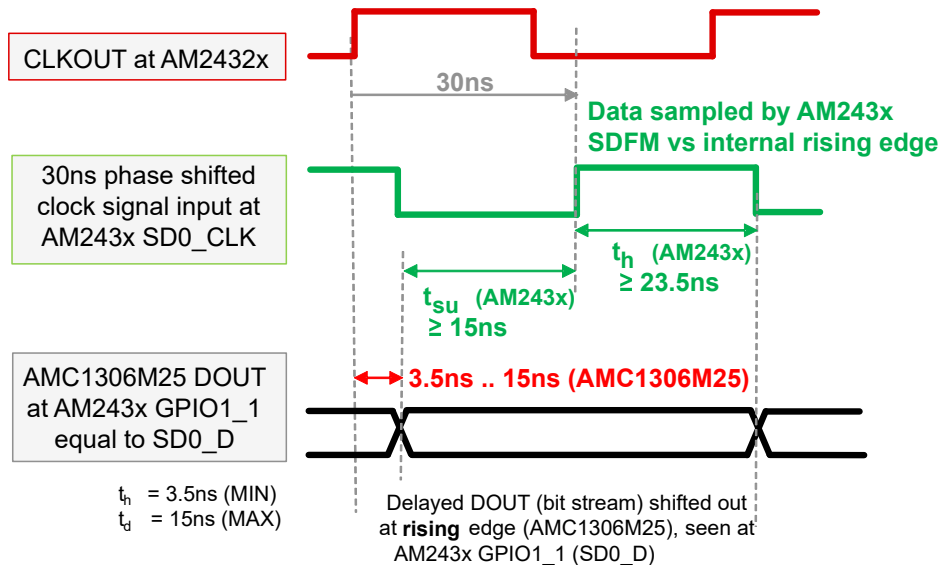 CLKOUT at AM2432x
30ns
Data sampled by AM243x
SDFM vs internal rising edge
30ns phase shifted
clock signal input at
AM243x SD0_CLK
th (AM243x)
≥ 23.5ns
tsu (AM243x)
≥ 15ns
3.5ns .. 15ns (AMC1306M25)
AMC1306M25 DOUT
at AM243x GPIO1_1
equal to SD0_D
th = 3.5ns (MIN)
td = 15ns (MAX)
Delayed DOUT (bit stream) shifted out
at rising edge (AMC1306M25), seen at
AM243x GPIO1_1 (SD0_D)